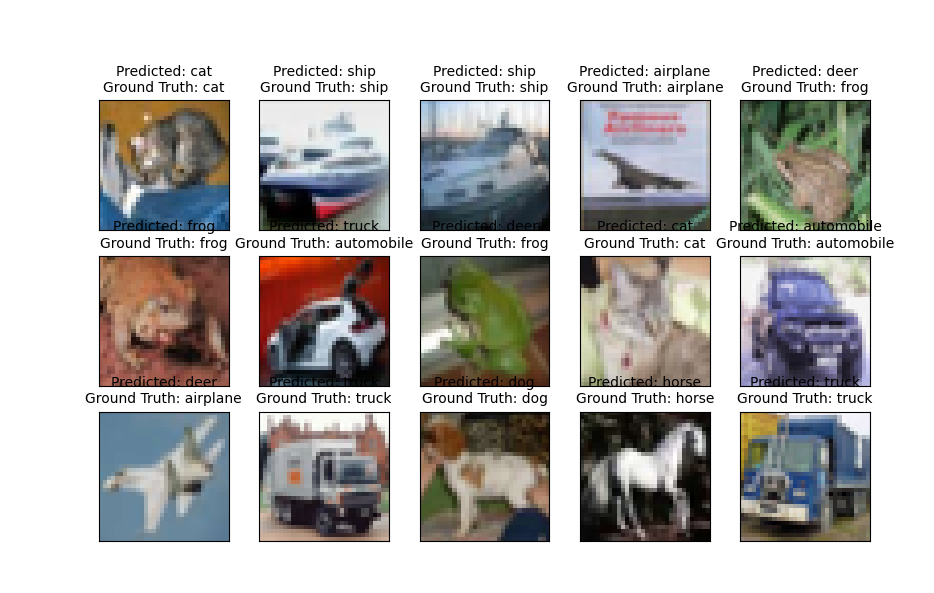 Predicted: cat
Ground Truth: cat
Predicted: ship
Ground Truth: ship
Predicted: ship
Ground Truth: ship
Predicted: airplane
Ground Truth: airplane
Predicted: deer
Ground Truth: frog
Predicted: frog
Ground Truth: frog
Predicted: truck
Ground Truth: automobile
Predicted: deer
Ground Truth: frog
Predicted: cat
Ground Truth: cat
Predicted: automobile
Ground Truth: automobile
Predicted: deer
Ground Truth: airplane
Predicted: truck
Ground Truth: truck
Predicted: dog
Ground Truth: dog
Predicted: horse
Ground Truth: horse
Predicted: truck
Ground Truth: truck